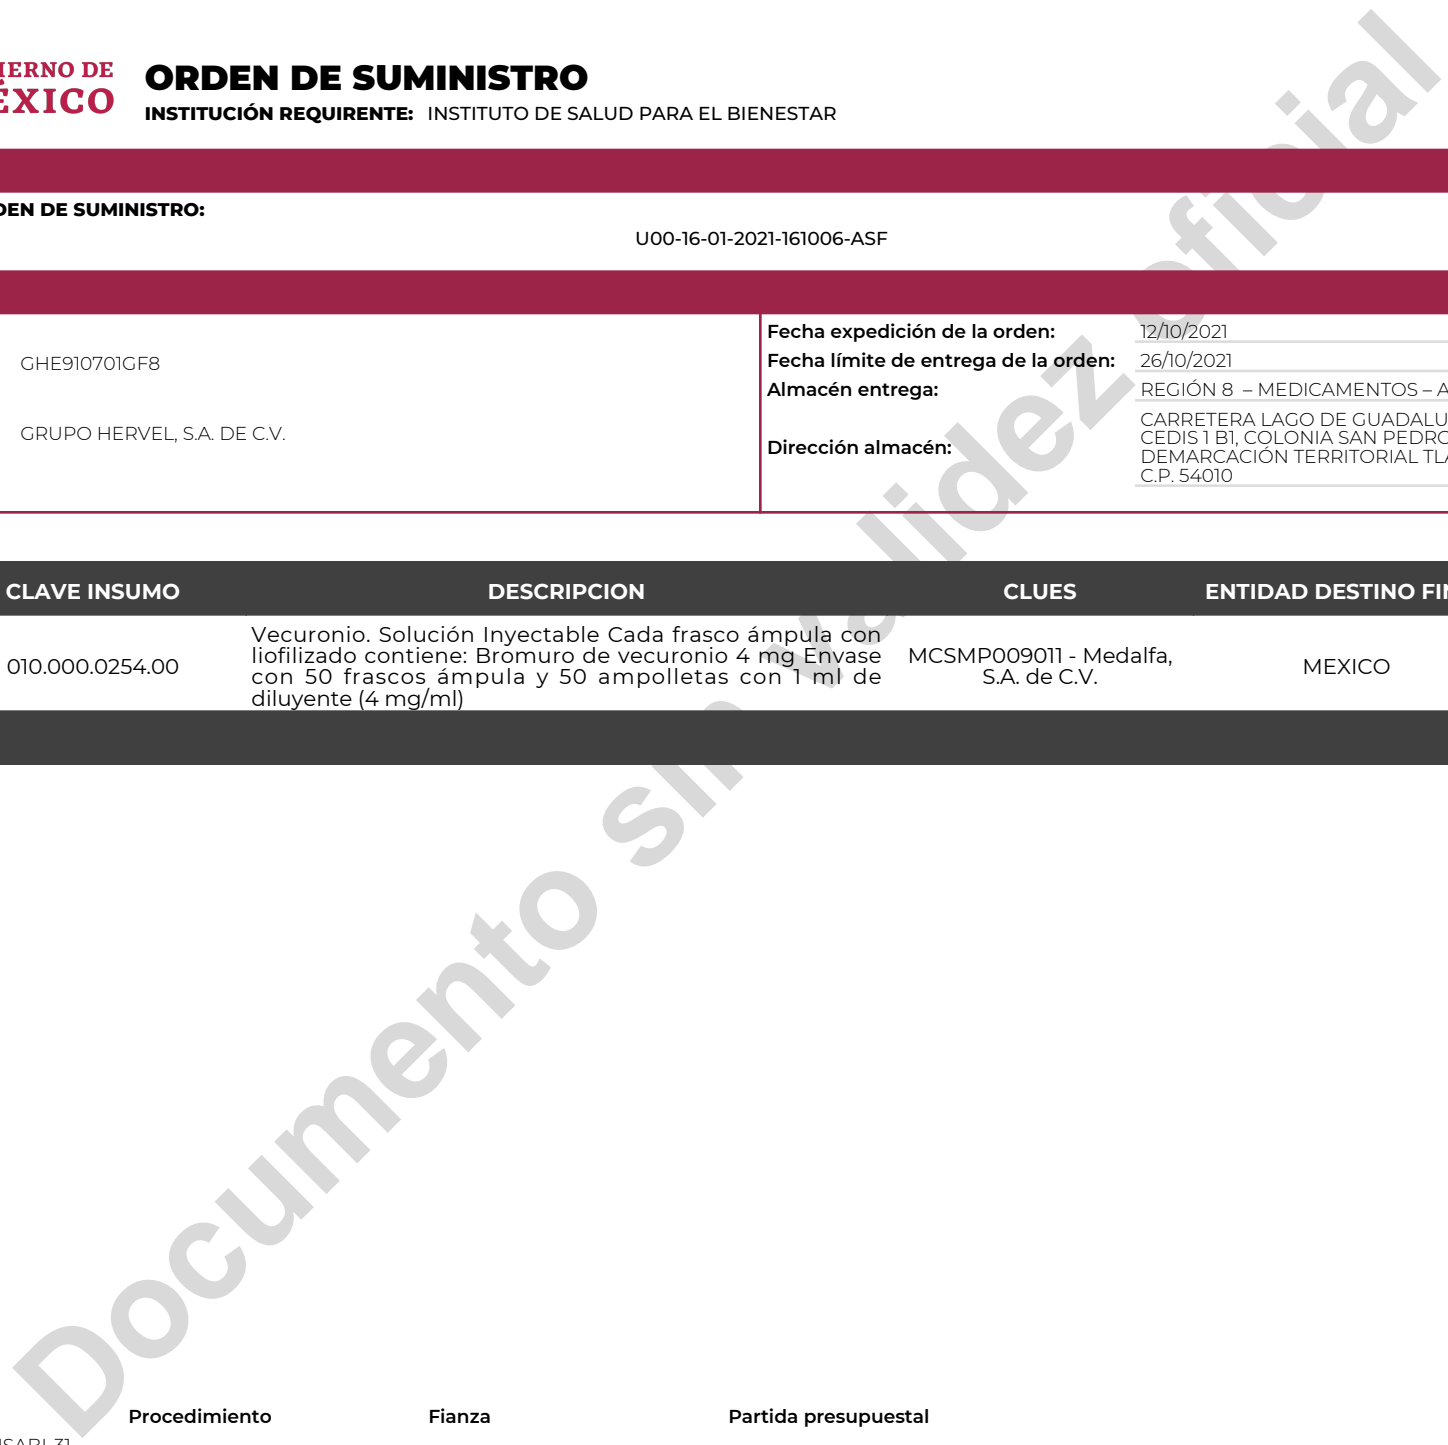 IERNO DE
ÉXICO
ORDEN DE SUMINISTRO
INSTITUCIÓN REQUIRENTE: INSTITUTO DE SALUD PARA EL BIENESTAR
DEN DE SUMINISTRO:
U00-16-01-2021-161006-ASF
GHE910701GF8
GRUPO HERVEL, S.A. DE C.V.
Fecha expedición de la orden: 12/10/2021
Fecha límite de entrega de la orden: 26/10/2021
Almacén entrega: REGIÓN 8 – MEDICAMENTOS – A
Dirección almacén: CARRETERA LAGO DE GUADALU
CEDIS 1 B1, COLONIA SAN PEDRO
DEMARCACIÓN TERRITORIAL TLA
C.P. 54010
CLAVE INSUMO DESCRIPCION CLUES ENTIDAD DESTINO FIN
010.000.0254.00
Vecuronio. Solución Inyectable Cada frasco ámpula con
liofilizado contiene: Bromuro de vecuronio 4 mg Envase
con 50 frascos ámpula y 50 ampolletas con 1 ml de
diluyente (4 mg/ml)
MCSMP009011 - Medalfa,
S.A. de C.V.
MEXICO
Documento sin validez oficial
Procedimiento Fianza Partida presupuestal